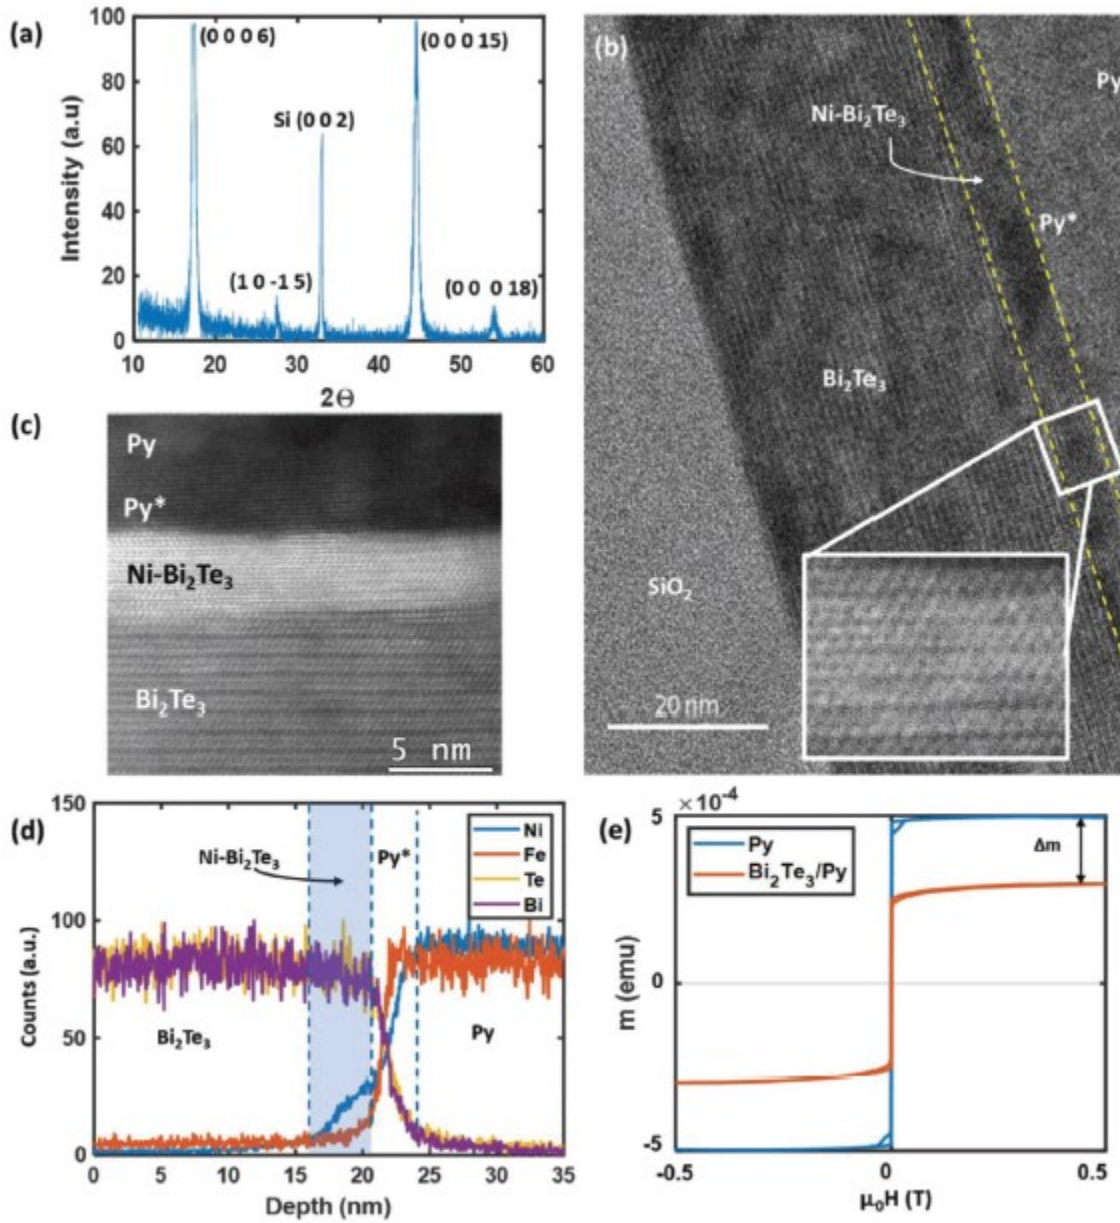 (a)
100
80
60
40
20
0
Intensity (a.u)
(0 0 0 6)
Si (0 0 2)
(0 0 0 15)
(1 0 -1 5)
(0 0 0 18)
10 20 30 40 50 60
2Θ
(b)
Ni-Bi₂Te₃
Py
Py*
Bi₂Te₃
SiO₂
20 nm
(c)
Py
Py*
Ni-Bi₂Te₃
Bi₂Te₃
5 nm
(d)
150
100
50
0
Counts (a.u.)
Ni-Bi₂Te₃
Py*
Ni
Fe
Te
Bi
Bi₂Te₃
Py
0 5 10 15 20 25 30 35
Depth (nm)
(e)
×10⁻⁴
5
0
-5
m (emu)
Py
Bi₂Te₃/Py
Δm
-0.5 0 0.5
μ₀H (T)